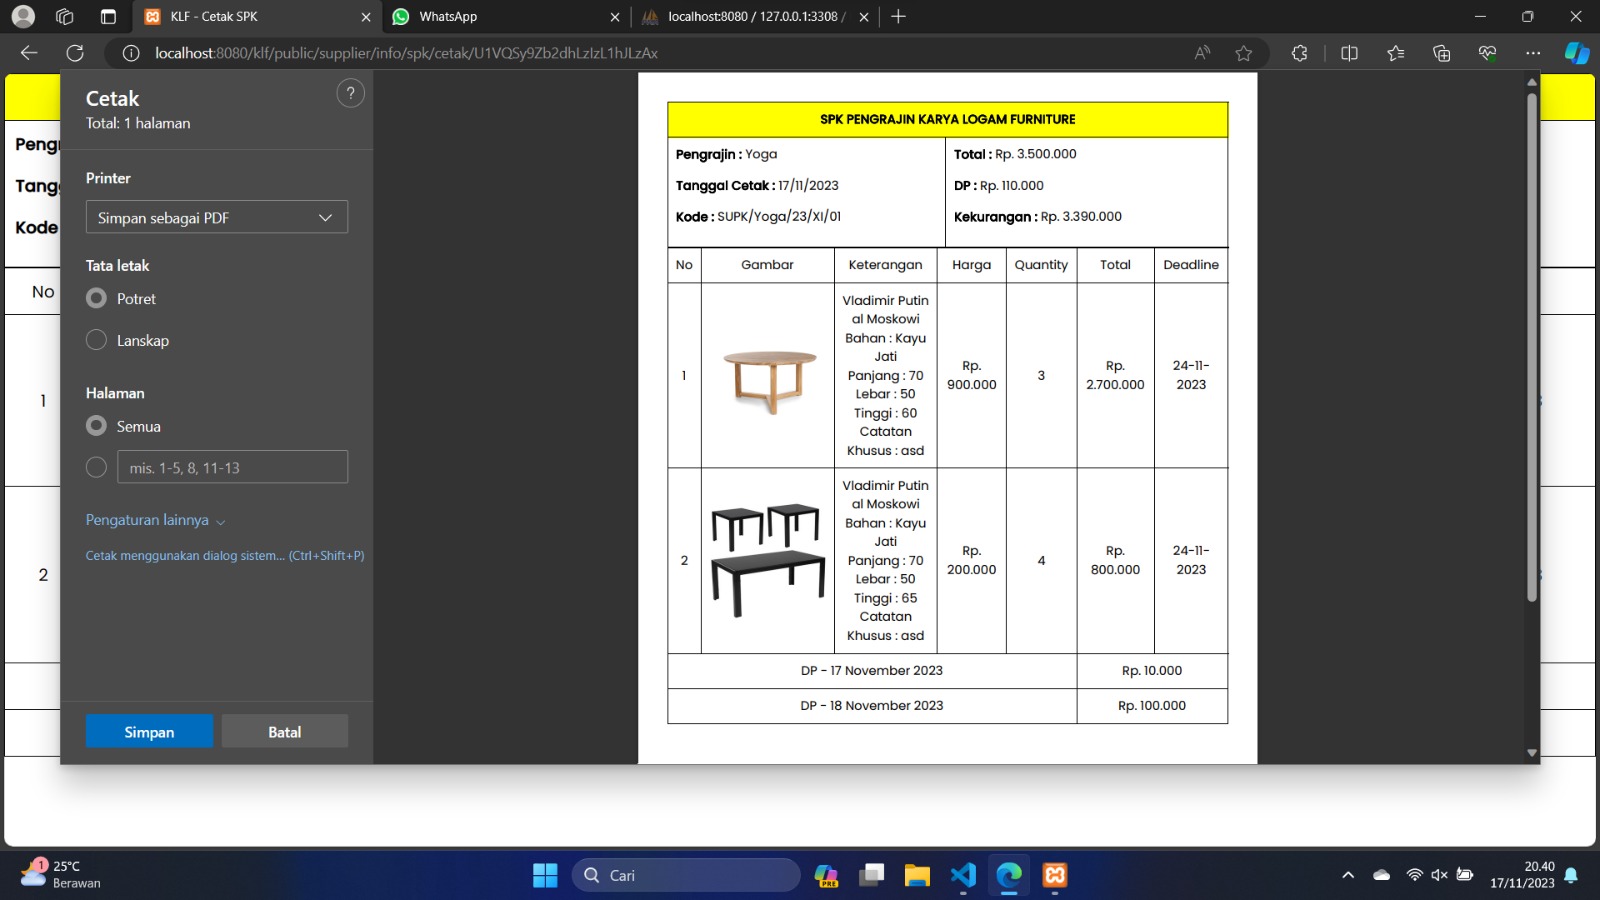 KLF - Cetak SPK
WhatsApp
localhost:8080 / 127.0.0.1:3308 /
localhost:8080/klf/public/supplier/info/spk/cetak/U1VQSy9Zb2dhLzIzL1hJLzAx
Cetak
?
Total: 1 halaman
Printer
Simpan sebagai PDF
Tata letak
Potret
Lanskap
Halaman
Semua
mis. 1-5, 8, 11-13
Pengaturan lainnya
Cetak menggunakan dialog sistem... (Ctrl+Shift+P)
Simpan
Batal
Pengr
Tang
Kode
No
1
2
SPK PENGRAJIN KARYA LOGAM FURNITURE
Pengrajin : Yoga
Total : Rp. 3.500.000
Tanggal Cetak : 17/11/2023
DP : Rp. 110.000
Kode : SUPK/Yoga/23/XI/01
Kekurangan : Rp. 3.390.000
No Gambar Keterangan Harga Quantity Total Deadline
1
Vladimir Putin
al Moskowi
Bahan : Kayu
Jati
Panjang : 70
Lebar : 50
Tinggi : 60
Catatan
Khusus : asd
Rp.
900.000
3
Rp.
2.700.000
24-11-
2023
2
Vladimir Putin
al Moskowi
Bahan : Kayu
Jati
Panjang : 70
Lebar : 50
Tinggi : 65
Catatan
Khusus : asd
Rp.
200.000
4
Rp.
800.000
24-11-
2023
DP - 17 November 2023
Rp. 10.000
DP - 18 November 2023
Rp. 100.000
1
25°C
Berawan
Cari
PRE
20.40
17/11/2023